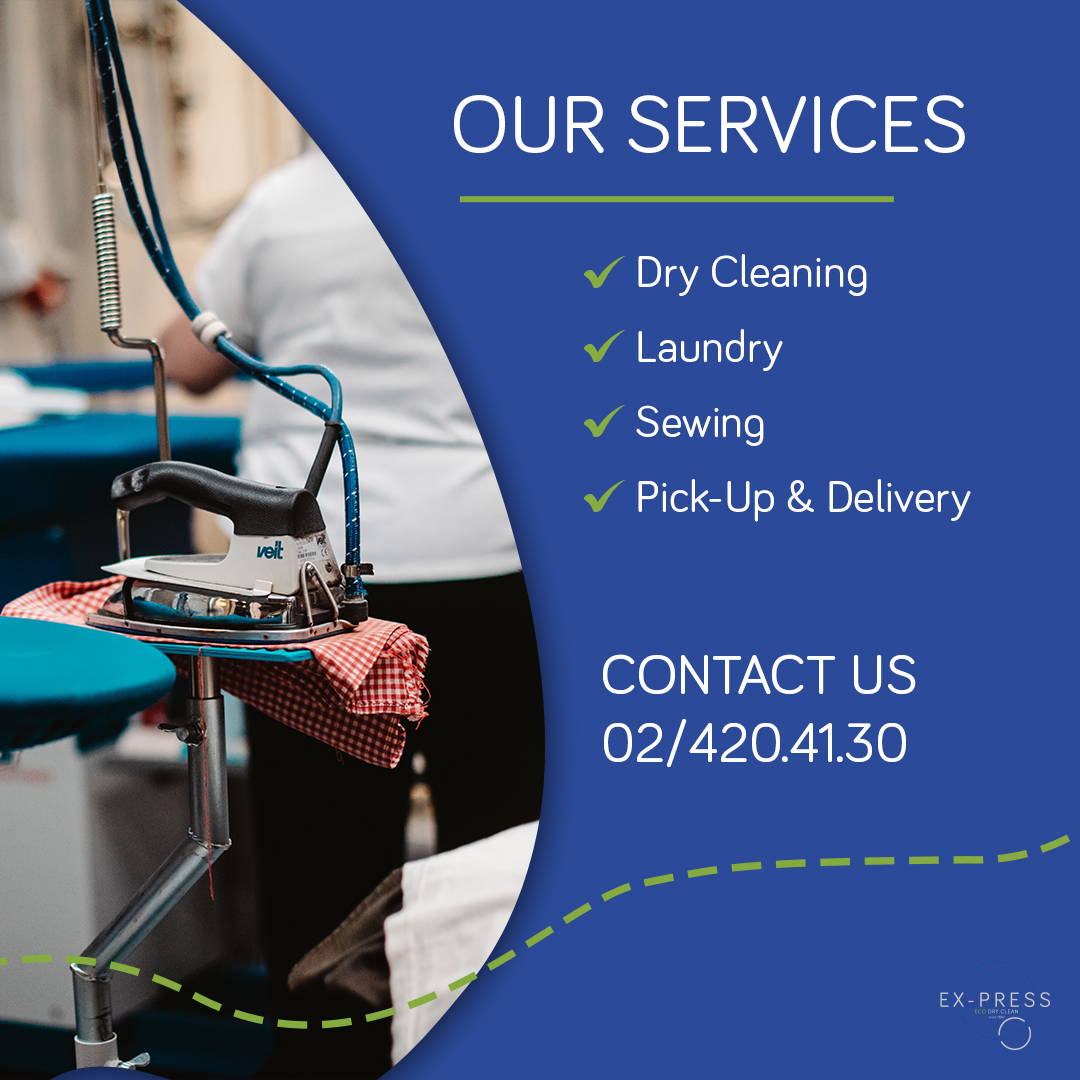 OUR SERVICES
Dry Cleaning
Laundry
Sewing
Pick-Up & Delivery
veit
CONTACT US
02/420.41.30
EX-PRESS
ECO DRY CLEAN